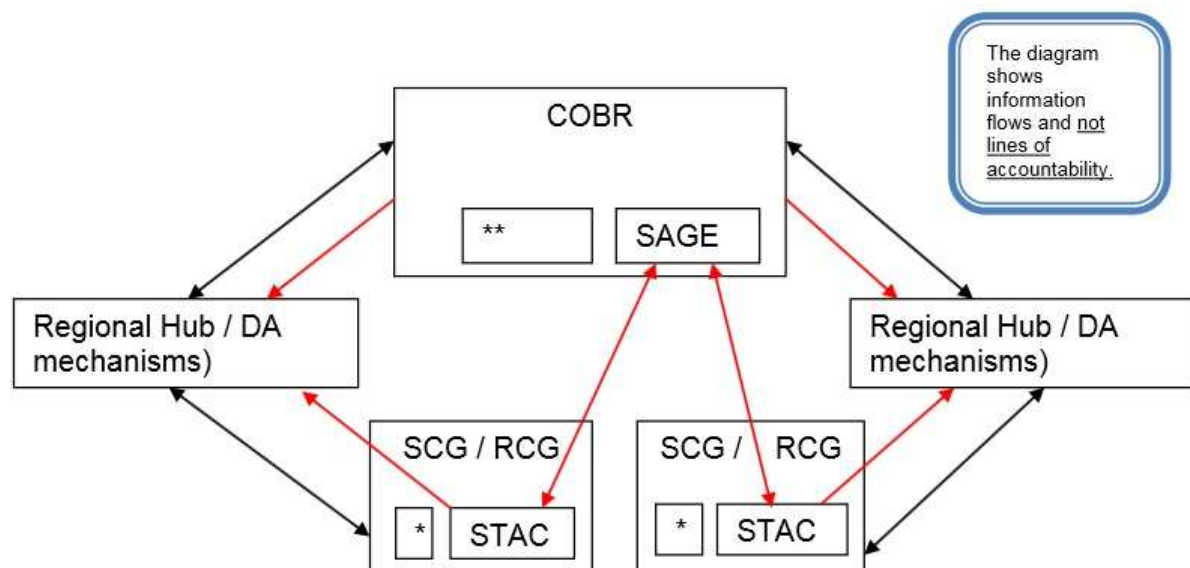 The diagram
shows
information
flows and not
lines of
accountability.
COBR
**
SAGE
Regional Hub / DA
mechanisms)
Regional Hub / DA
mechanisms)
SCG / RCG
*
STAC
SCG / RCG
*
STAC